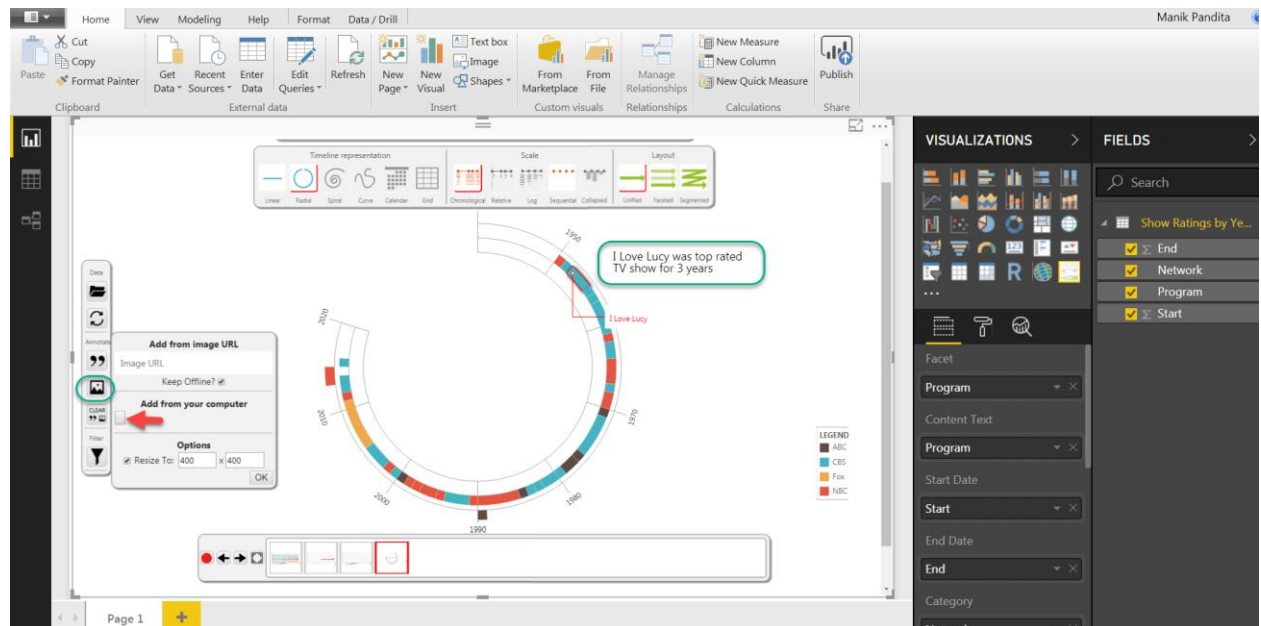 Home View Modeling Help Format Data / Drill Manik Pandita
Paste
Cut
Copy
Format Painter
Clipboard
Get Data
Recent Sources
Enter Data
Edit Queries
Refresh
External data
New Page
New Visual
Text box
Image
Shapes
Insert
From Marketplace
From File
Custom visuals
Manage Relationships
Relationships
New Measure
New Column
New Quick Measure
Calculations
Publish
Share
Timeline representation Scale Layout
Linear Radial Spiral Curve Calendar Grid Chronological Relative Log Sequential Collapsed Unified Faceted Segmented
1950
I Love Lucy was top rated
TV show for 3 years
I Love Lucy
2020
1970
2010
1980
2000
1990
Data
Annotate
CLEAR
Filter
Add from image URL
Image URL
Keep Offline?
Add from your computer
Options
Resize To: 400 x 400
OK
LEGEND
ABC
CBS
Fox
NBC
Page 1
VISUALIZATIONS
123
R
Facet
Program
Content Text
Program
Start Date
Start
End Date
End
Category
FIELDS
Search
Show Ratings by Ye...
End
Network
Program
Start